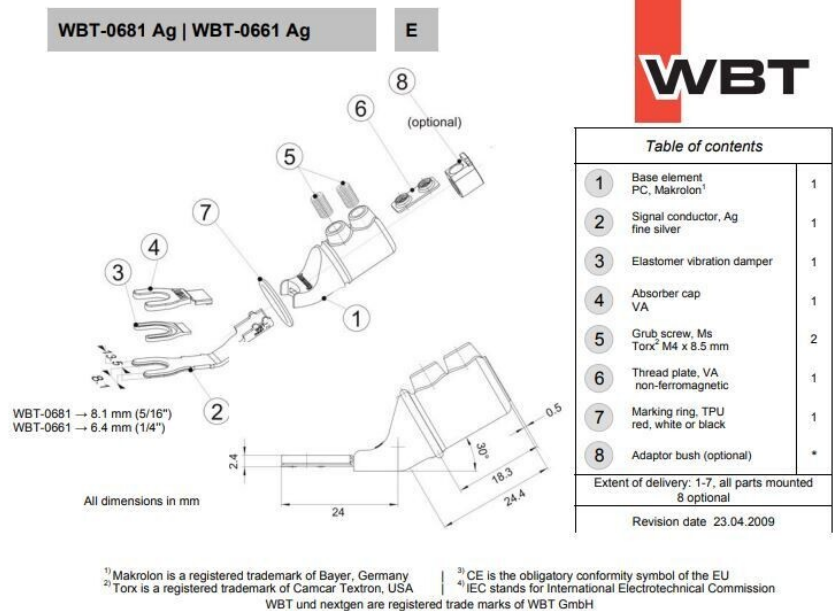 WBT-0681 Ag | WBT-0661 Ag
E
WBT
8
(optional)
6
5
7
4
3
1
13.5
8.1
2
WBT-0681 → 8.1 mm (5/16")
WBT-0661 → 6.4 mm (1/4")
0.5
2.4
30°
18.3
24.4
24
All dimensions in mm
Table of contents
1 Base element 1
PC, Makrolon¹
2 Signal conductor, Ag 1
fine silver
3 Elastomer vibration damper 1
4 Absorber cap 1
VA
5 Grub screw, Ms 2
Torx² M4 x 8.5 mm
6 Thread plate, VA 1
non-ferromagnetic
7 Marking ring, TPU 1
red, white or black
8 Adaptor bush (optional) *
Extent of delivery: 1-7, all parts mounted
8 optional
Revision date 23.04.2009
¹⁾ Makrolon is a registered trademark of Bayer, Germany | ³⁾ CE is the obligatory conformity symbol of the EU
²⁾ Torx is a registered trademark of Camcar Textron, USA | ⁴⁾ IEC stands for International Electrotechnical Commission
WBT und nextgen are registered trade marks of WBT GmbH